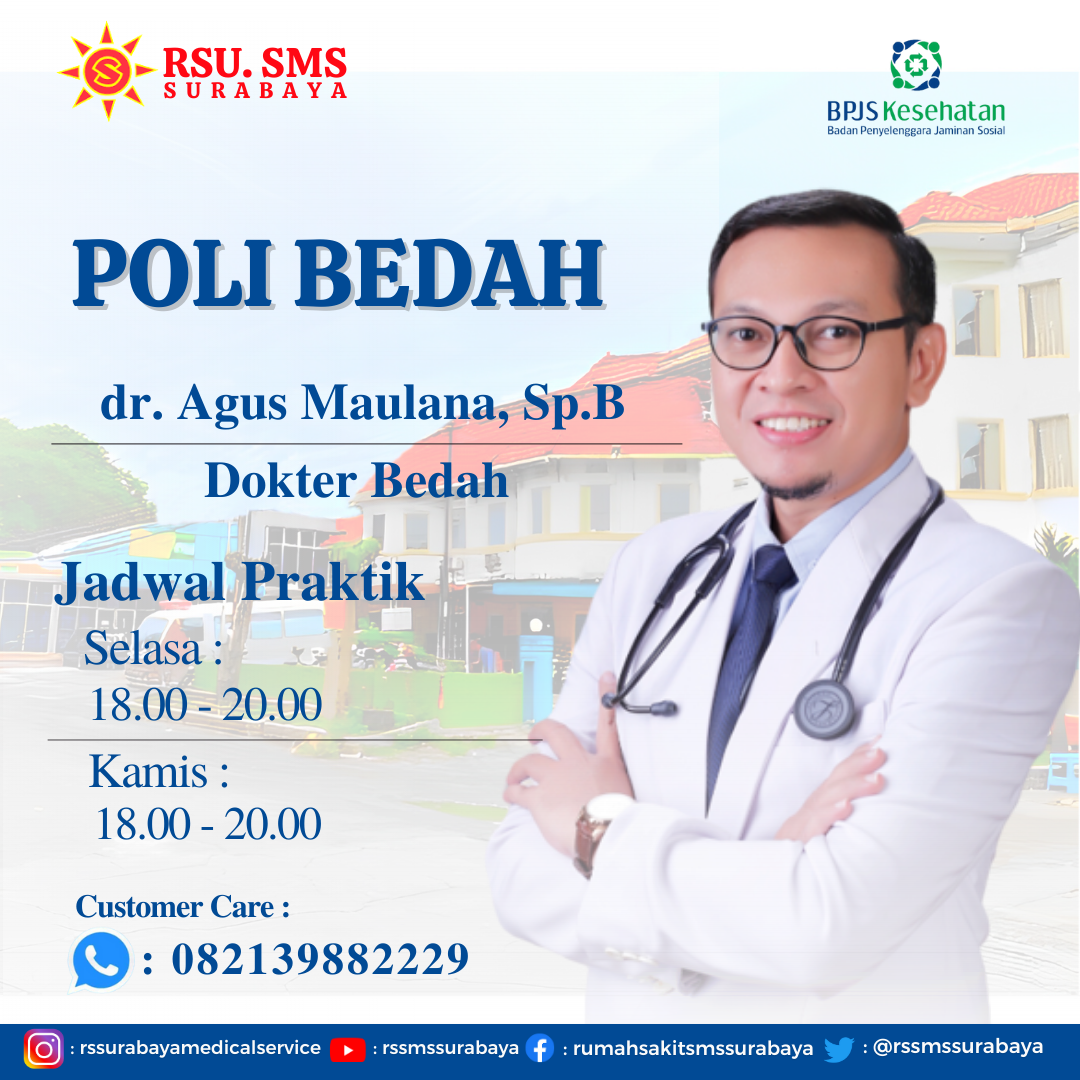 RSU. SMS
SURABAYA
BPJS Kesehatan
Badan Penyelenggara Jaminan Sosial
POLI BEDAH
dr. Agus Maulana, Sp.B
Dokter Bedah
Jadwal Praktik
Selasa :
18.00 - 20.00
Kamis :
18.00 - 20.00
Customer Care :
: 082139882229
: rssurabayamedicalservice : rssmssurabaya : rumahsakitsmssurabaya : @rssmssurabaya